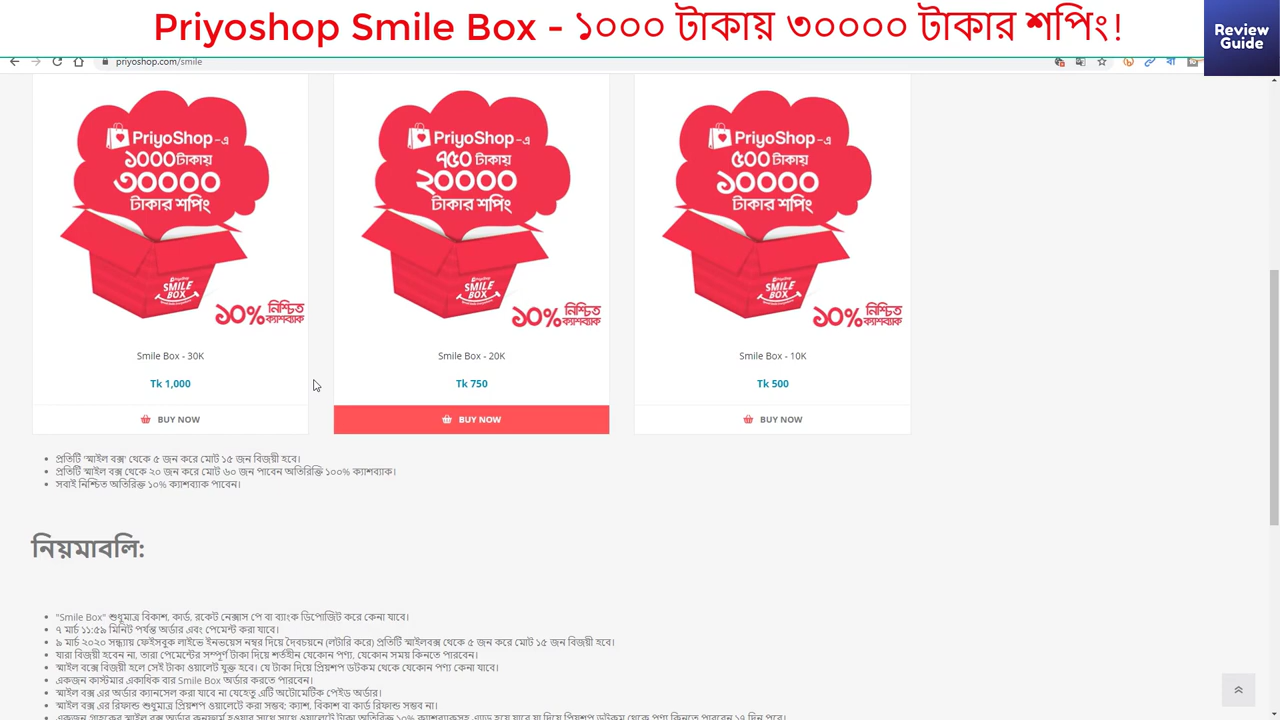 Priyoshop Smile Box - ১০০০ টাকায় ৩০০০০ টাকার শপিং!
Review
Guide
priyoshop.com/smile
PriyoShop-এ
১০০০টাকায়
৩০০০০
টাকার শপিং
SMILE
BOX
১০% নিশ্চিত
ক্যাশব্যাক
PriyoShop-এ
৭৫০ টাকায়
২০০০০
টাকার শপিং
SMILE
BOX
১০% নিশ্চিত
ক্যাশব্যাক
PriyoShop-এ
৫০০ টাকায়
১০০০০
টাকার শপিং
SMILE
BOX
১০% নিশ্চিত
ক্যাশব্যাক
Smile Box - 30K
Smile Box - 20K
Smile Box - 10K
Tk 1,000
Tk 750
Tk 500
BUY NOW
BUY NOW
BUY NOW
প্রতিটি 'স্মাইল বক্স' থেকে ৫ জন করে মোট ১৫ জন বিজয়ী হবে।
প্রতিটি স্মাইল বক্স থেকে ২০ জন করে মোট ৬০ জন পাবেন অতিরিক্তি ১০০% ক্যাশব্যাক।
সবাই নিশ্চিত অতিরিক্ত ১০% ক্যাশব্যাক পাবেন।
নিয়মাবলি:
"Smile Box" শুধুমাত্র বিকাশ, কার্ড, রকেট নেক্সাস পে বা ব্যাংক ডিপোজিট করে কেনা যাবে।
৭ মার্চ ১১:৫৯ মিনিট পর্যন্ত অর্ডার এবং পেমেন্ট করা যাবে।
৯ মার্চ ২০২০ সন্ধ্যায় ফেইসবুক লাইভে ইনভয়েস নম্বর দিয়ে দৈবচয়নে (লটারি করে) প্রতিটি স্মাইলবক্স থেকে ৫ জন করে মোট ১৫ জন বিজয়ী হবে।
যারা বিজয়ী হবেন না, তারা পেমেন্টের সম্পূর্ণ টাকা দিয়ে শর্তহীন যেকোন পণ্য, যেকোন সময় কিনতে পারবেন।
স্মাইল বক্সে বিজয়ী হলে সেই টাকা ওয়ালেট যুক্ত হবে। যে টাকা দিয়ে প্রিয়শপ ডটকম থেকে যেকোন পণ্য কেনা যাবে।
একজন কাস্টমার একাধিক বার Smile Box অর্ডার করতে পারবেন।
স্মাইল বক্স এর অর্ডার ক্যানসেল করা যাবে না যেহেতু এটি অটোমেটিক পেইড অর্ডার।
স্মাইল বক্স এর রিফান্ড শুধুমাত্র প্রিয়শপ ওয়ালেটে করা সম্ভব; ক্যাশ, বিকাশ বা কার্ড রিফান্ড সম্ভব না।